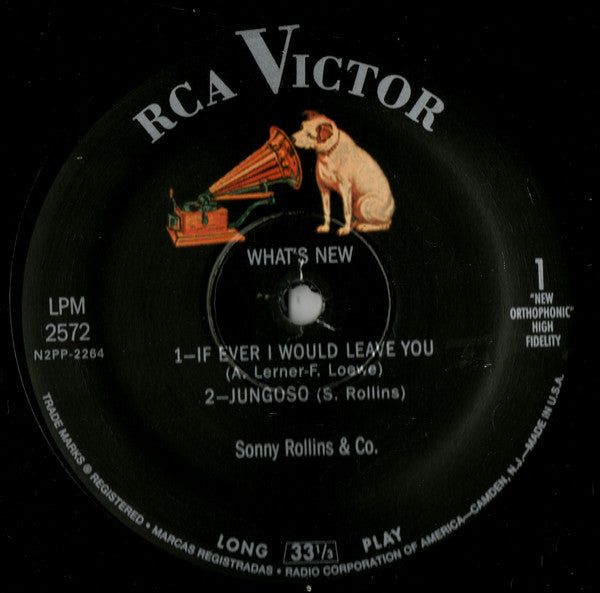 RCA VICTOR
WHAT'S NEW
LPM
2572
N2PP-2264
1
"NEW
ORTHOPHONIC"
HIGH
FIDELITY
1—IF EVER I WOULD LEAVE YOU
(A. Lerner-F. Loewe)
2—JUNGOSO (S. Rollins)
Sonny Rollins & Co.
LONG 33 1/3 PLAY
TRADE MARKS ® REGISTERED • MARCAS REGISTRADAS • RADIO CORPORATION OF AMERICA—CAMDEN, N.J.—MADE IN U.S.A.